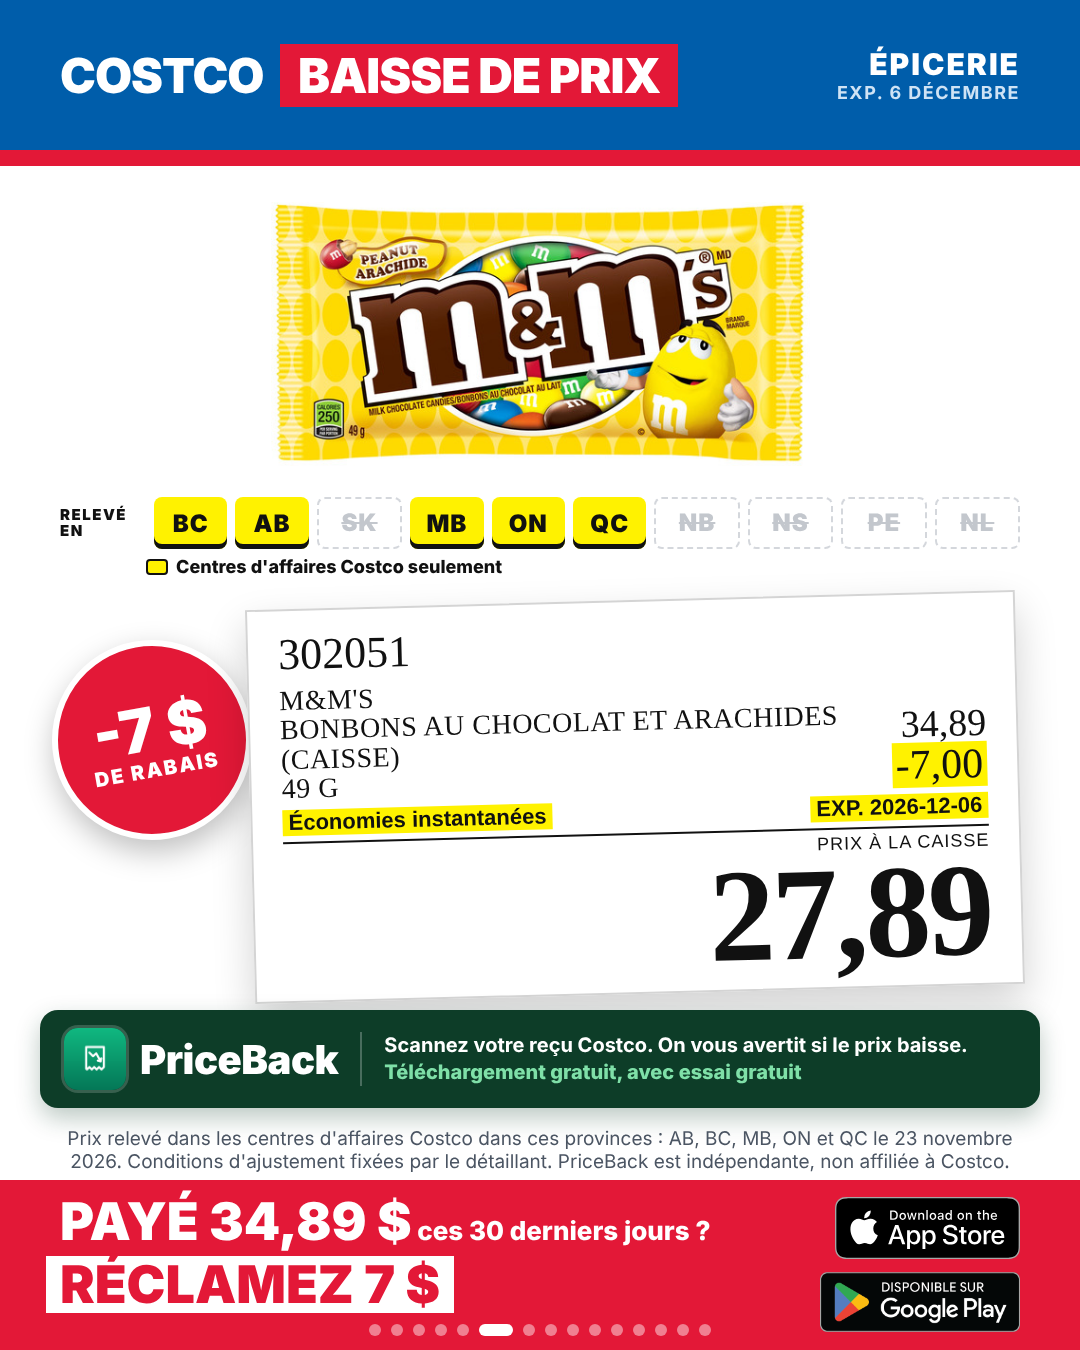 COSTCO BAISSE DE PRIX
ÉPICERIE
EXP. 6 DÉCEMBRE
PEANUT
ARACHIDE
m&m's
®MD
BRAND
MARQUE
MILK CHOCOLATE CANDIES/BONBONS AU CHOCOLAT AU LAIT
CALORIES
250
49 g
RELEVÉ
EN
BC AB SK MB ON QC NB NS PE NL
Centres d'affaires Costco seulement
-7 $
DE RABAIS
302051
M&M'S
BONBONS AU CHOCOLAT ET ARACHIDES
(CAISSE)
49 G
34,89
-7,00
Économies instantanées
EXP. 2026-12-06
PRIX À LA CAISSE
27,89
PriceBack
Scannez votre reçu Costco. On vous avertit si le prix baisse.
Téléchargement gratuit, avec essai gratuit
Prix relevé dans les centres d'affaires Costco dans ces provinces : AB, BC, MB, ON et QC le 23 novembre
2026. Conditions d'ajustement fixées par le détaillant. PriceBack est indépendante, non affiliée à Costco.
PAYÉ 34,89 $ ces 30 derniers jours ?
RÉCLAMEZ 7 $
Download on the
App Store
DISPONIBLE SUR
Google Play